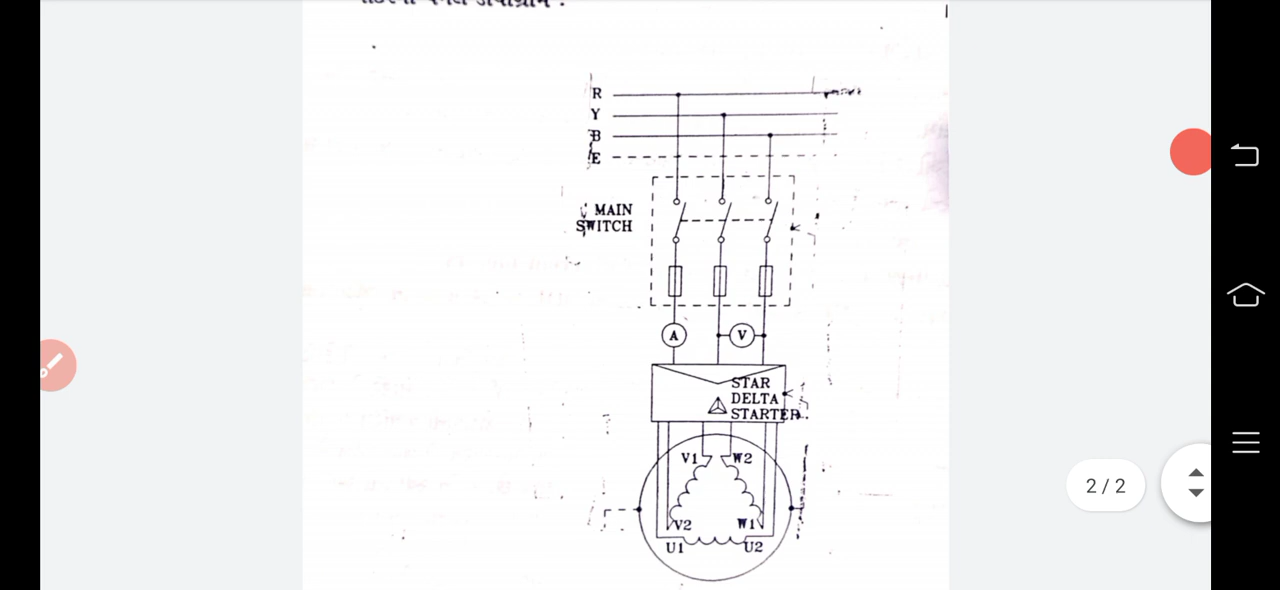 R
Y
B
E
MAIN
SWITCH
A
V
STAR
DELTA
STARTER
V1
W2
V2
W1
U1
U2
2 / 2